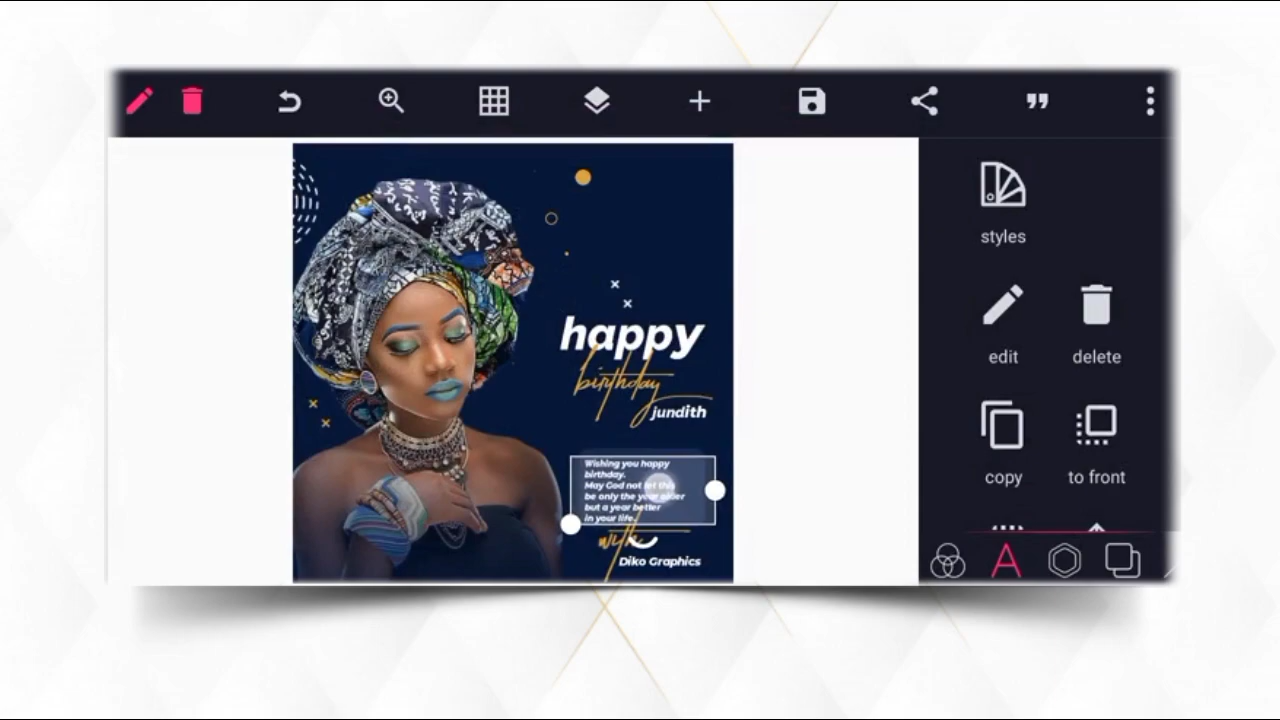 styles
edit
delete
copy
to front
happy
birthday
jundith
Wishing you happy
birthday.
May God not let this
be only the year older
but a year better
in your life.
with
Diko Graphics